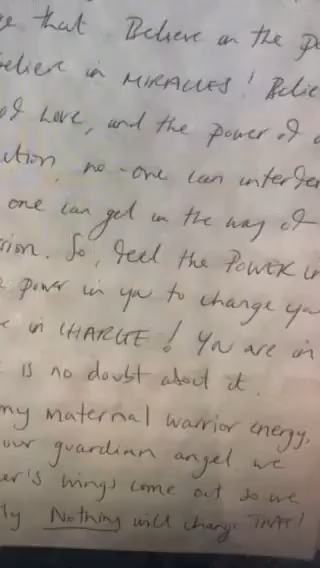 that Believe in the
believe in MIRACLES! Belie
of Love, and the power of
ction, no-one can interfer
one can get in the way of
sion. So, feel the POWER in
power in you to change yo
in CHARGE! You are in
is no doubt about it.
my maternal warrior energy,
our guardian angel we
er's wings come out so we
ly Nothing will change THAT!